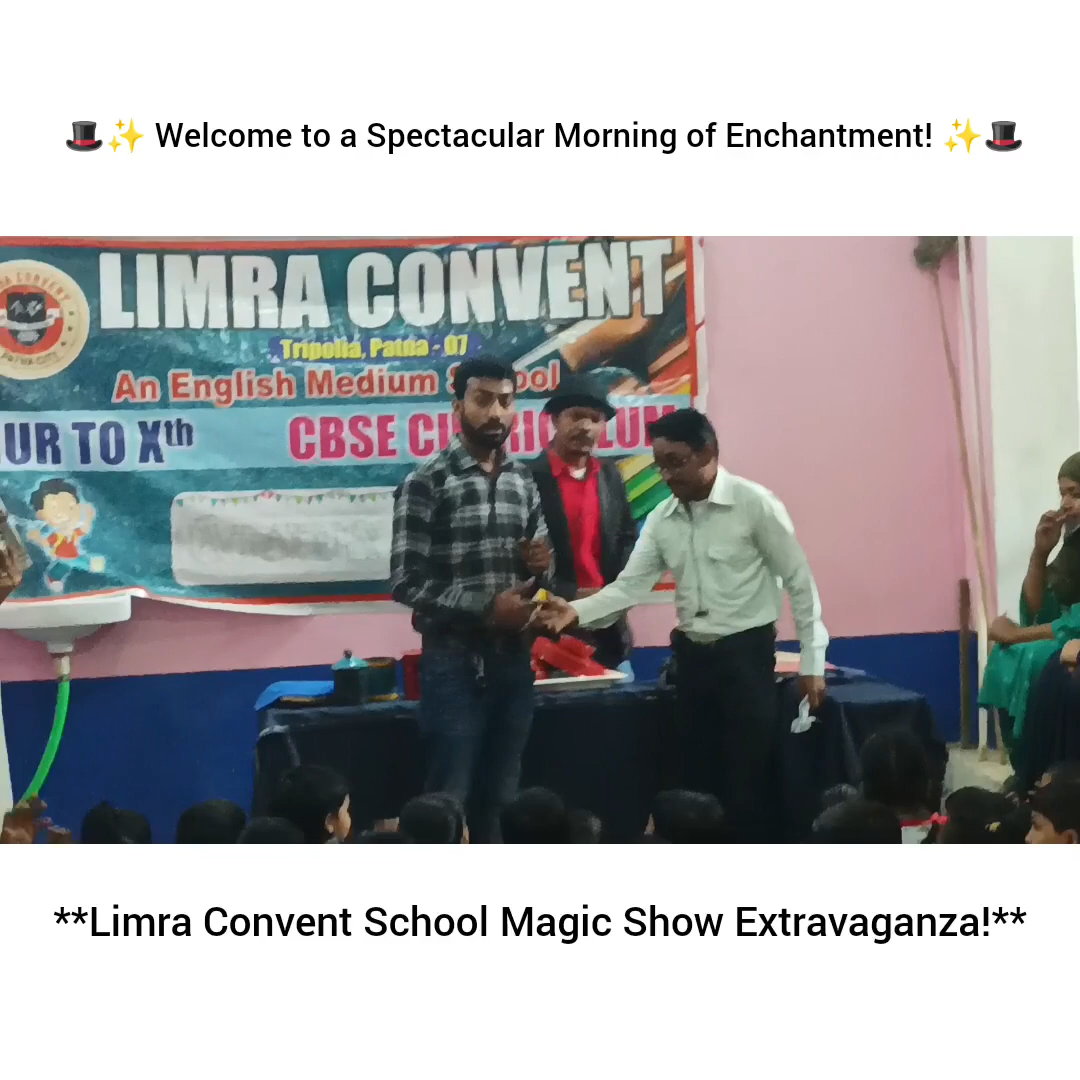 🎩✨ Welcome to a Spectacular Morning of Enchantment! ✨🎩
LIMRA CONVENT
Tripolia, Patna - 07
An English Medium
UR TO Xth
CBSE
**Limra Convent School Magic Show Extravaganza!**